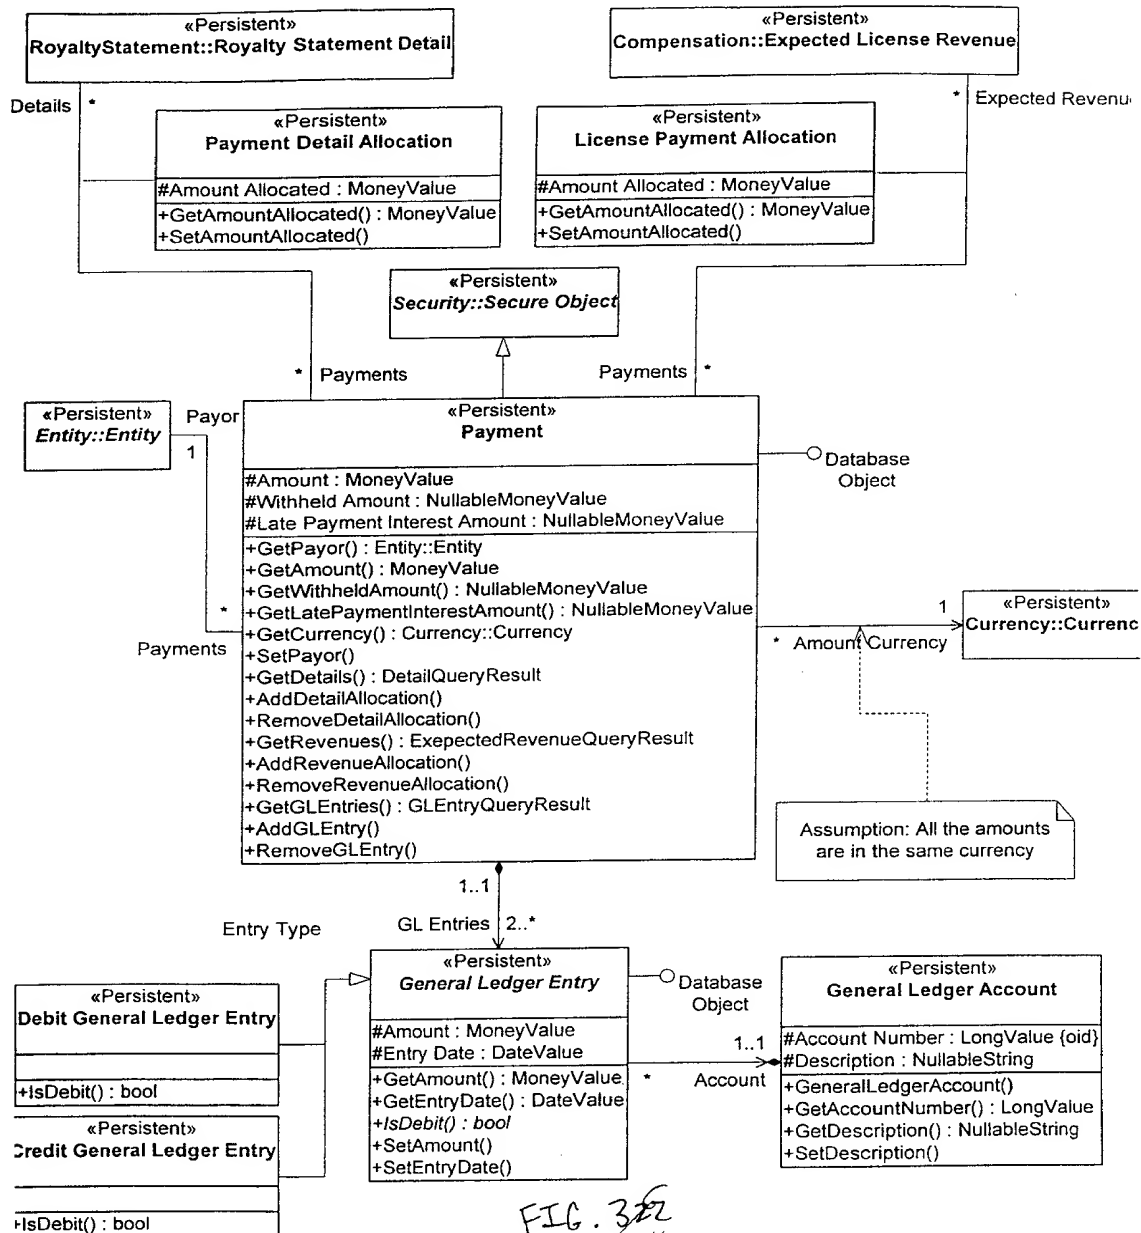 «Persistent»
RoyaltyStatement::Royalty Statement Detail
«Persistent»
Compensation::Expected License Revenue
Details
*
*
Expected Revenu
«Persistent»
Payment Detail Allocation
#Amount Allocated : MoneyValue
+GetAmountAllocated() : MoneyValue
+SetAmountAllocated()
«Persistent»
License Payment Allocation
#Amount Allocated : MoneyValue
+GetAmountAllocated() : MoneyValue
+SetAmountAllocated()
«Persistent»
Security::Secure Object
* Payments
Payments *
«Persistent»
Entity::Entity
Payor
1
*
Payments
«Persistent»
Payment
#Amount : MoneyValue
#Withheld Amount : NullableMoneyValue
#Late Payment Interest Amount : NullableMoneyValue
+GetPayor() : Entity::Entity
+GetAmount() : MoneyValue
+GetWithheldAmount() : NullableMoneyValue
+GetLatePaymentInterestAmount() : NullableMoneyValue
+GetCurrency() : Currency::Currency
+SetPayor()
+GetDetails() : DetailQueryResult
+AddDetailAllocation()
+RemoveDetailAllocation()
+GetRevenues() : ExepectedRevenueQueryResult
+AddRevenueAllocation()
+RemoveRevenueAllocation()
+GetGLEntries() : GLEntryQueryResult
+AddGLEntry()
+RemoveGLEntry()
Database
Object
1
* Amount Currency
«Persistent»
Currency::Currenc
Assumption: All the amounts
are in the same currency
1..1
GL Entries 2..*
Entry Type
«Persistent»
General Ledger Entry
#Amount : MoneyValue
#Entry Date : DateValue
+GetAmount() : MoneyValue
+GetEntryDate() : DateValue
+IsDebit() : bool
+SetAmount()
+SetEntryDate()
Database
Object
1..1
* Account
«Persistent»
General Ledger Account
#Account Number : LongValue {oid}
#Description : NullableString
+GeneralLedgerAccount()
+GetAccountNumber() : LongValue
+GetDescription() : NullableString
+SetDescription()
«Persistent»
Debit General Ledger Entry
+IsDebit() : bool
«Persistent»
Credit General Ledger Entry
+IsDebit() : bool
FIG.